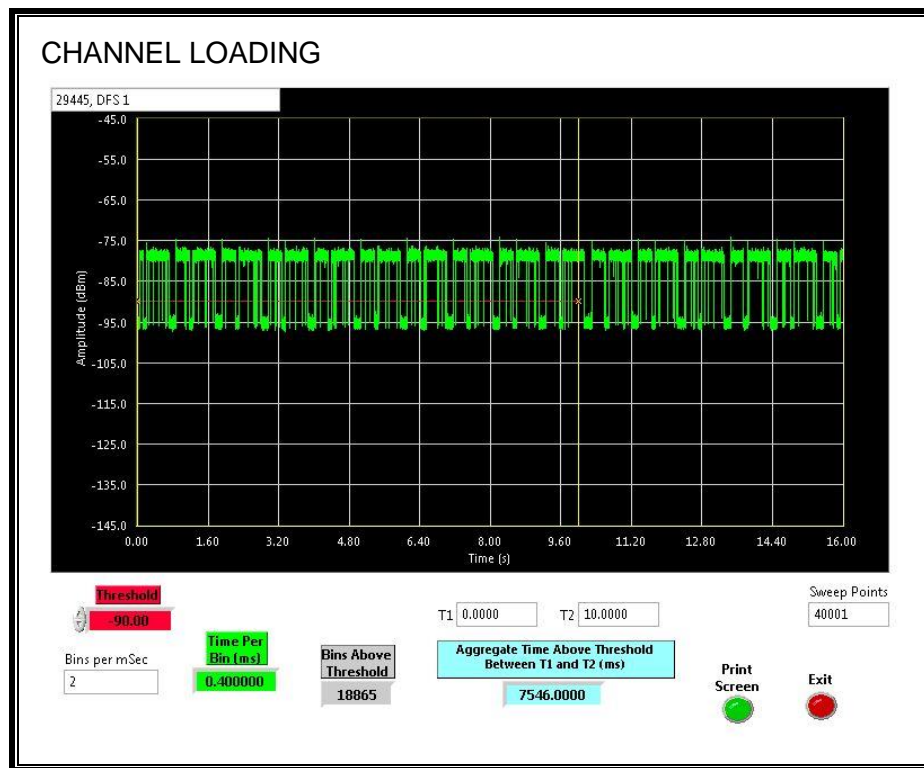 CHANNEL LOADING
29445, DFS 1
-45.0
-55.0
-65.0
-75.0
-85.0
-95.0
-105.0
-115.0
-125.0
-145.0
Amplitude (dBm)
0.00 1.60 3.20 4.80 6.40 8.00 9.60 11.20 12.80 14.40 16.00
Time (s)
Threshold
-90.00
T1 0.0000 T2 10.0000
Sweep Points
40001
Bins per mSec
2
Time Per
Bin (ms)
0.400000
Bins Above
Threshold
18865
Aggregate Time Above Threshold
Between T1 and T2 (ms)
7546.0000
Print
Screen
Exit